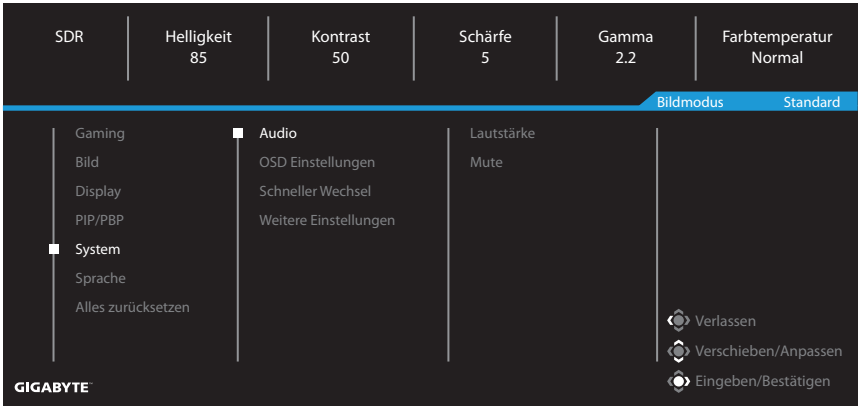 SDR
Helligkeit
85
Kontrast
50
Schärfe
5
Gamma
2.2
Farbtemperatur
Normal
Bildmodus Standard
Gaming
Bild
Display
PIP/PBP
System
Sprache
Alles zurücksetzen
Audio
OSD Einstellungen
Schneller Wechsel
Weitere Einstellungen
Lautstärke
Mute
Verlassen
Verschieben/Anpassen
Eingeben/Bestätigen
GIGABYTE™